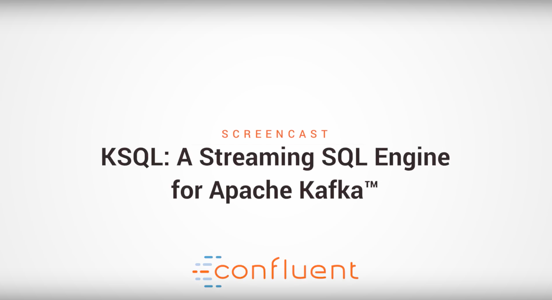 SCREENCAST
KSQL: A Streaming SQL Engine
for Apache Kafka™
confluent